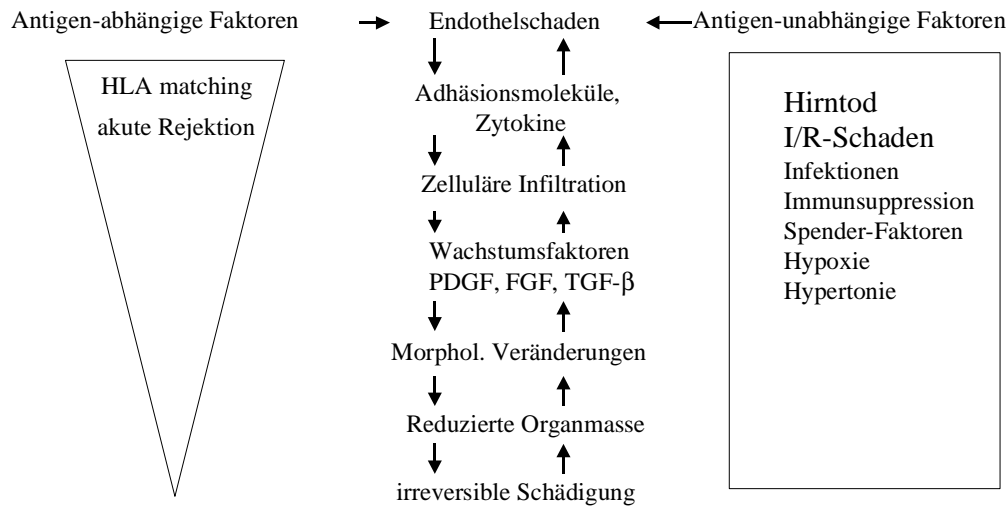 Antigen-abhängige Faktoren
Endothelschaden
Antigen-unabhängige Faktoren
HLA matching
akute Rejektion
Adhäsionsmoleküle,
Zytokine
Zelluläre Infiltration
Wachstumsfaktoren
PDGF, FGF, TGF-β
Morphol. Veränderungen
Reduzierte Organmasse
irreversible Schädigung
Hirntod
I/R-Schaden
Infektionen
Immunsuppression
Spender-Faktoren
Hypoxie
Hypertonie